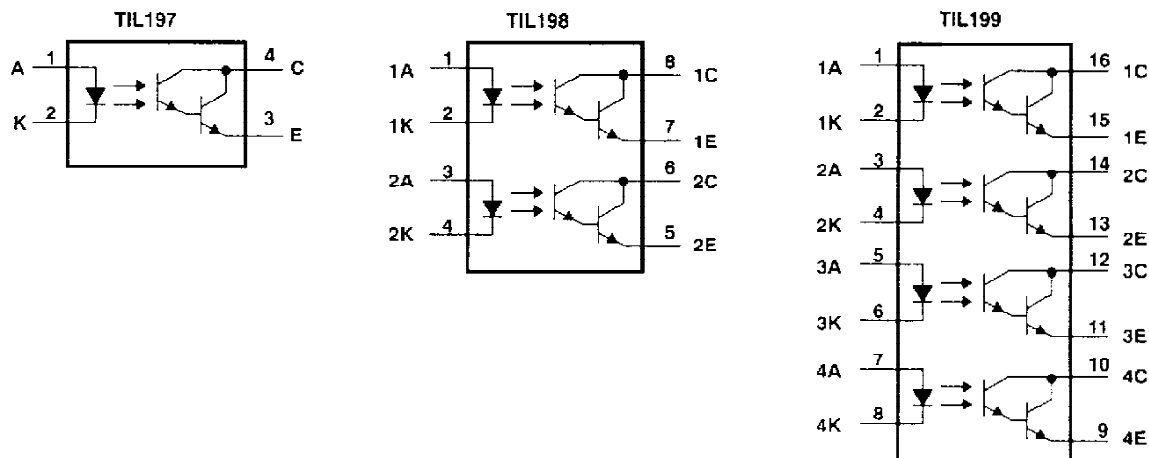 TIL197
A 1 4 C
K 2 3 E
TIL198
1A 1 8 1C
1K 2 7 1E
2A 3 6 2C
2K 4 5 2E
TIL199
1A 1 16 1C
1K 2 15 1E
2A 3 14 2C
2K 4 13 2E
3A 5 12 3C
3K 6 11 3E
4A 7 10 4C
4K 8 9 4E